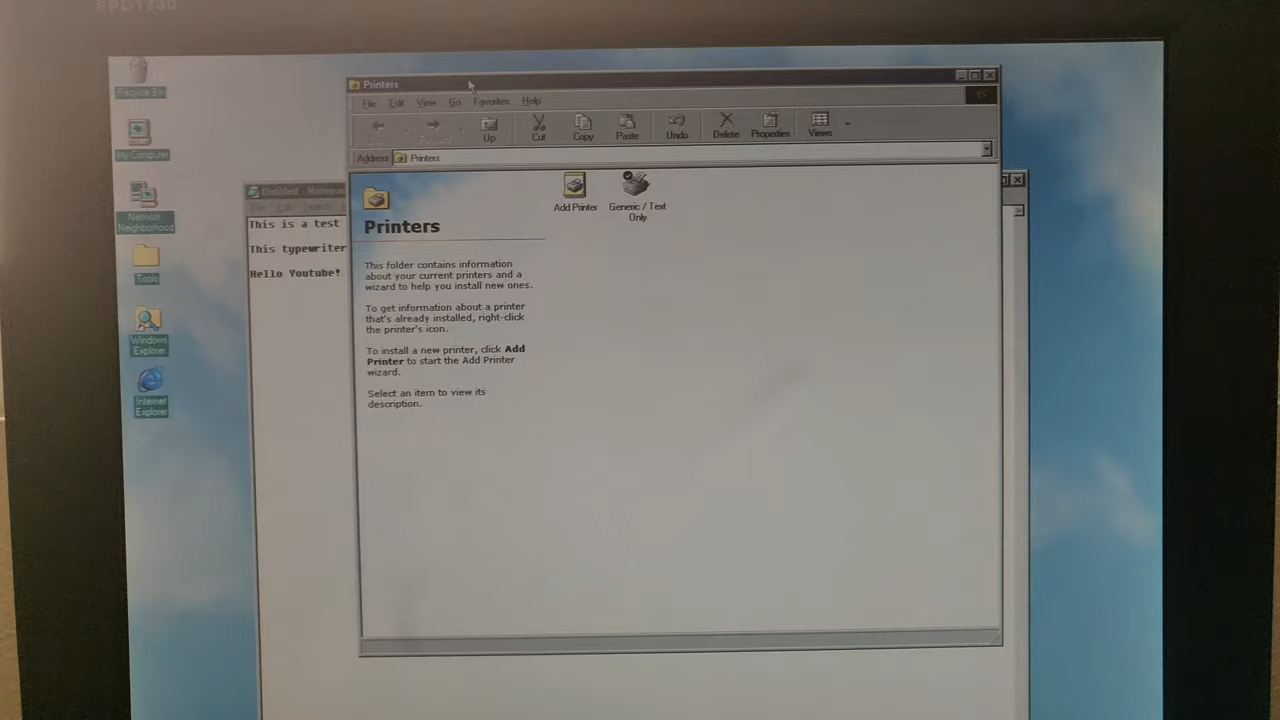 EPD1730
Recycle Bin
My Computer
Network
Neighborhood
Tools
Windows
Explorer
Internet
Explorer
Untitled - Notepad
This is a test
This typewriter
Hello Youtube!
Printers
File Edit View Go Favorites Help
Up Cut Copy Paste Undo Delete Properties Views
Address Printers
Printers
This folder contains information
about your current printers and a
wizard to help you install new ones.
To get information about a printer
that's already installed, right-click
the printer's icon.
To install a new printer, click Add
Printer to start the Add Printer
wizard.
Select an item to view its
description.
Add Printer
Generic / Text
Only